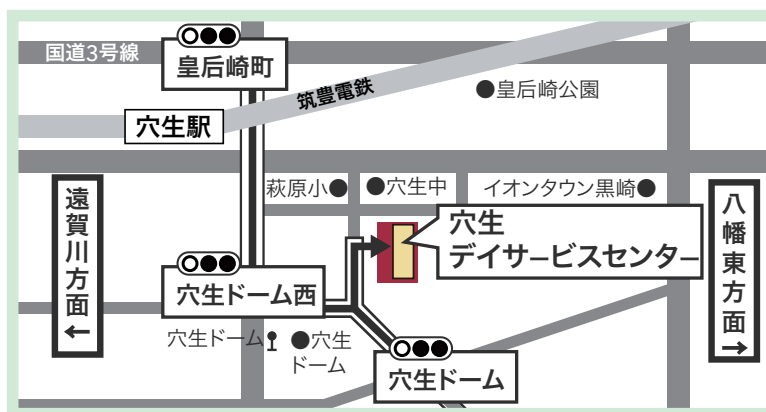 国道3号線
皇后崎町
筑豊電鉄
●皇后崎公園
穴生駅
萩原小●
●穴生中
イオンタウン黒崎●
遠賀川方面
←
八幡東方面
→
穴生
デイサービスセンター
穴生ドーム西
穴生ドーム
●穴生
ドーム
穴生ドーム